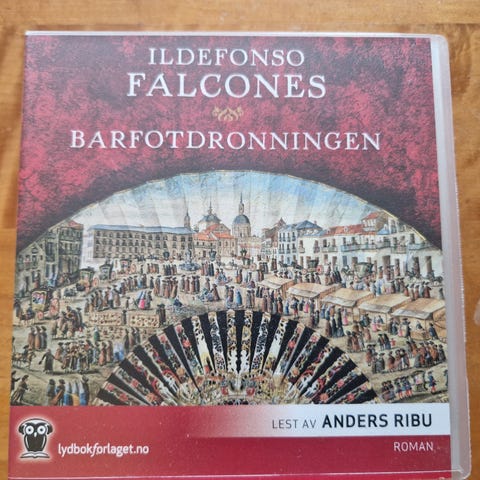 ILDEFONSO
FALCONES
BARFOTDRONNINGEN
LEST AV ANDERS RIBU
ROMAN
lydbokforlaget.no